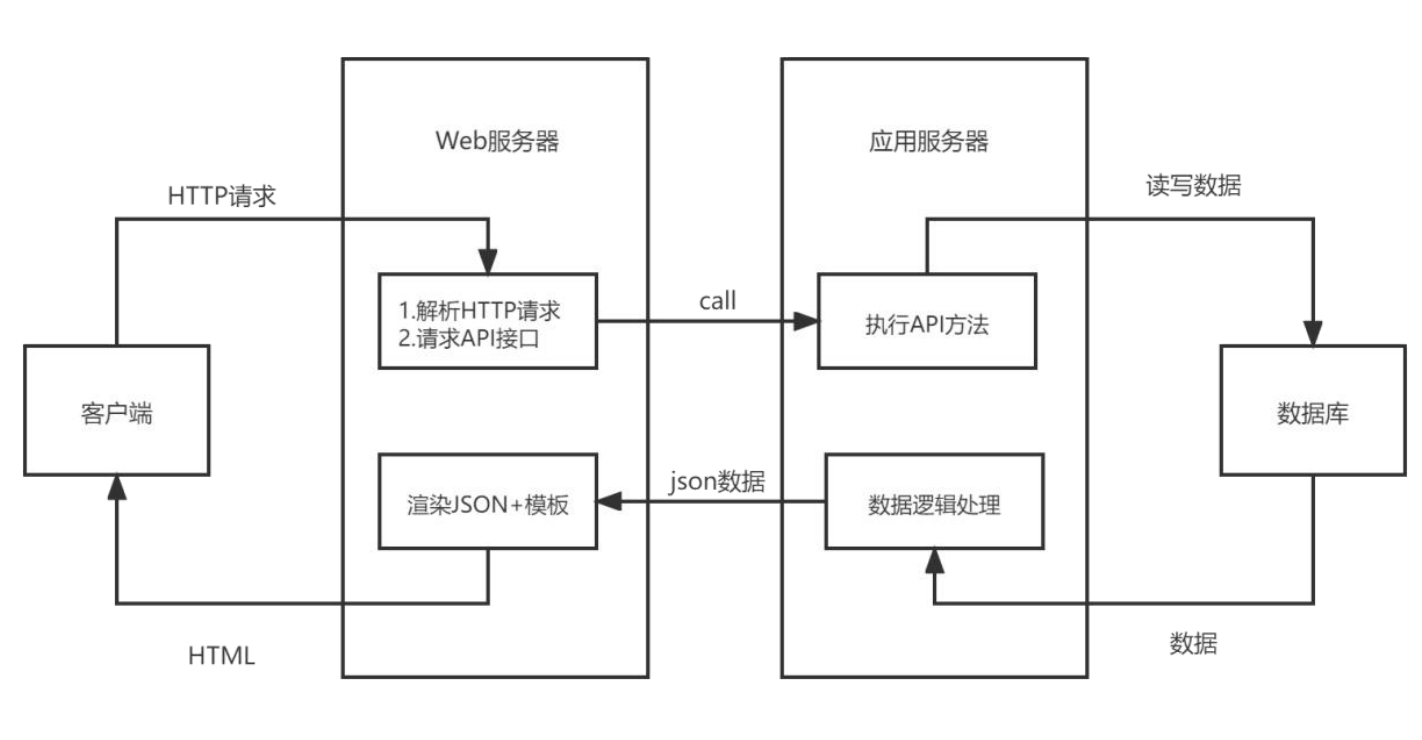 Web服务器
应用服务器
HTTP请求
读写数据
1.解析HTTP请求
2.请求API接口
call
执行API方法
客户端
数据库
渲染JSON+模板
json数据
数据逻辑处理
HTML
数据